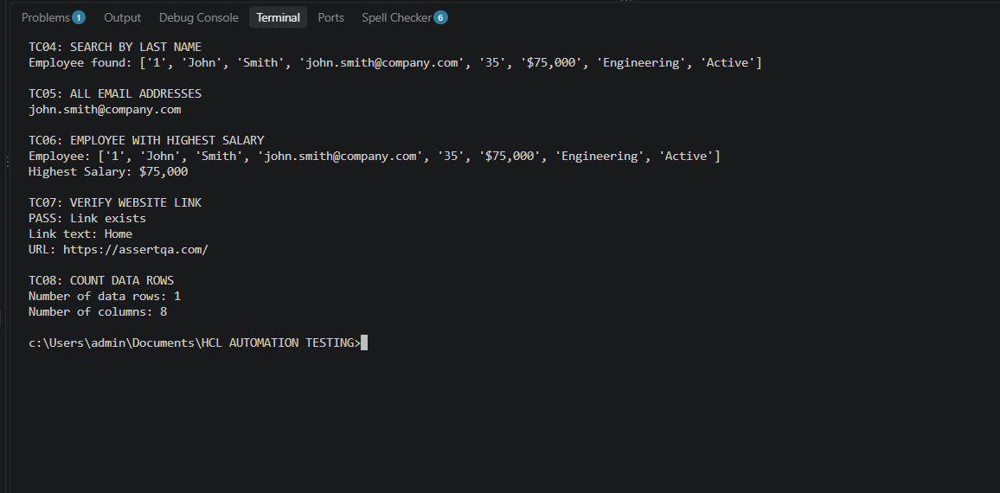 Problems 1 Output Debug Console Terminal Ports Spell Checker 6
TC04: SEARCH BY LAST NAME
Employee found: ['1', 'John', 'Smith', 'john.smith@company.com', '35', '$75,000', 'Engineering', 'Active']
TC05: ALL EMAIL ADDRESSES
john.smith@company.com
TC06: EMPLOYEE WITH HIGHEST SALARY
Employee: ['1', 'John', 'Smith', 'john.smith@company.com', '35', '$75,000', 'Engineering', 'Active']
Highest Salary: $75,000
TC07: VERIFY WEBSITE LINK
PASS: Link exists
Link text: Home
URL: https://assertqa.com/
TC08: COUNT DATA ROWS
Number of data rows: 1
Number of columns: 8
c:\Users\admin\Documents\HCL AUTOMATION TESTING>